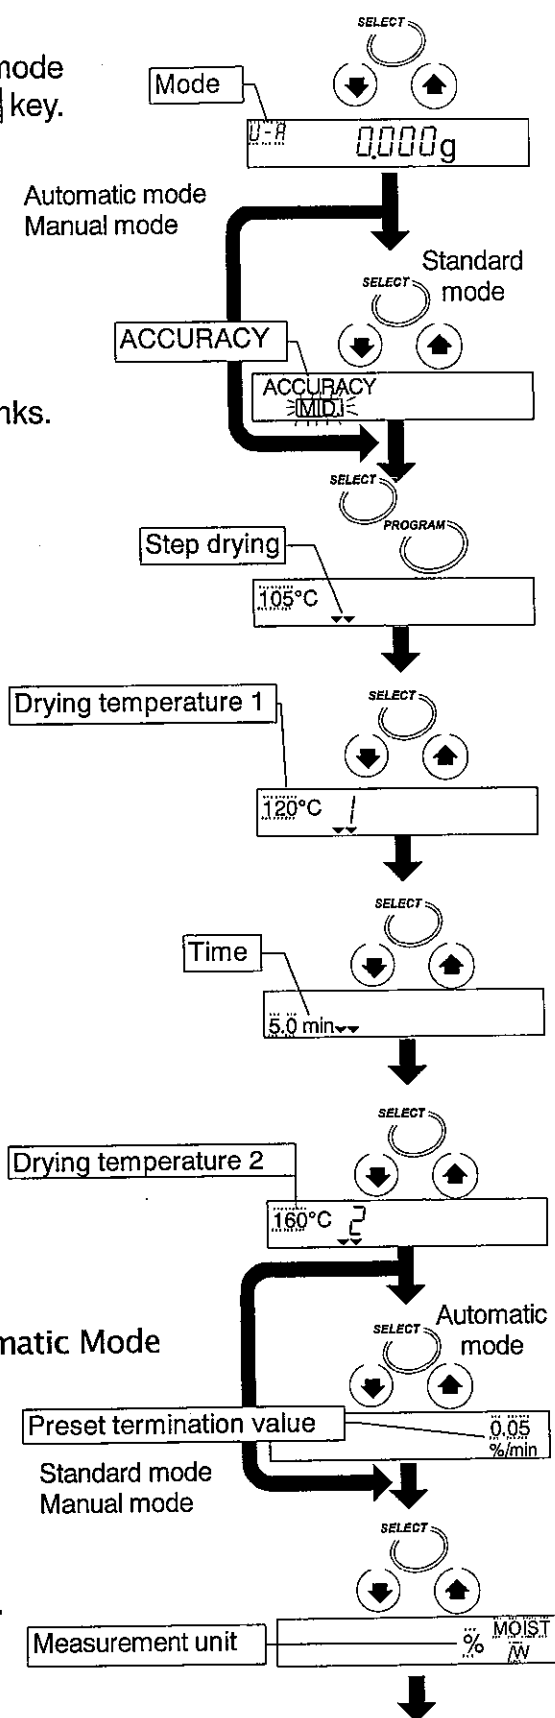 SELECT
mode
key.
Mode
U-A 0.000g
Automatic mode
Manual mode
Standard
mode
SELECT
ACCURACY
ACCURACY
MID.
nks.
SELECT
PROGRAM
Step drying
105°C
SELECT
Drying temperature 1
120°C 1
SELECT
Time
5.0 min
SELECT
Drying temperature 2
160°C 2
matic Mode
Automatic
mode
SELECT
Preset termination value
0.05
%/min
Standard mode
Manual mode
SELECT
Measurement unit
% MOIST
/W